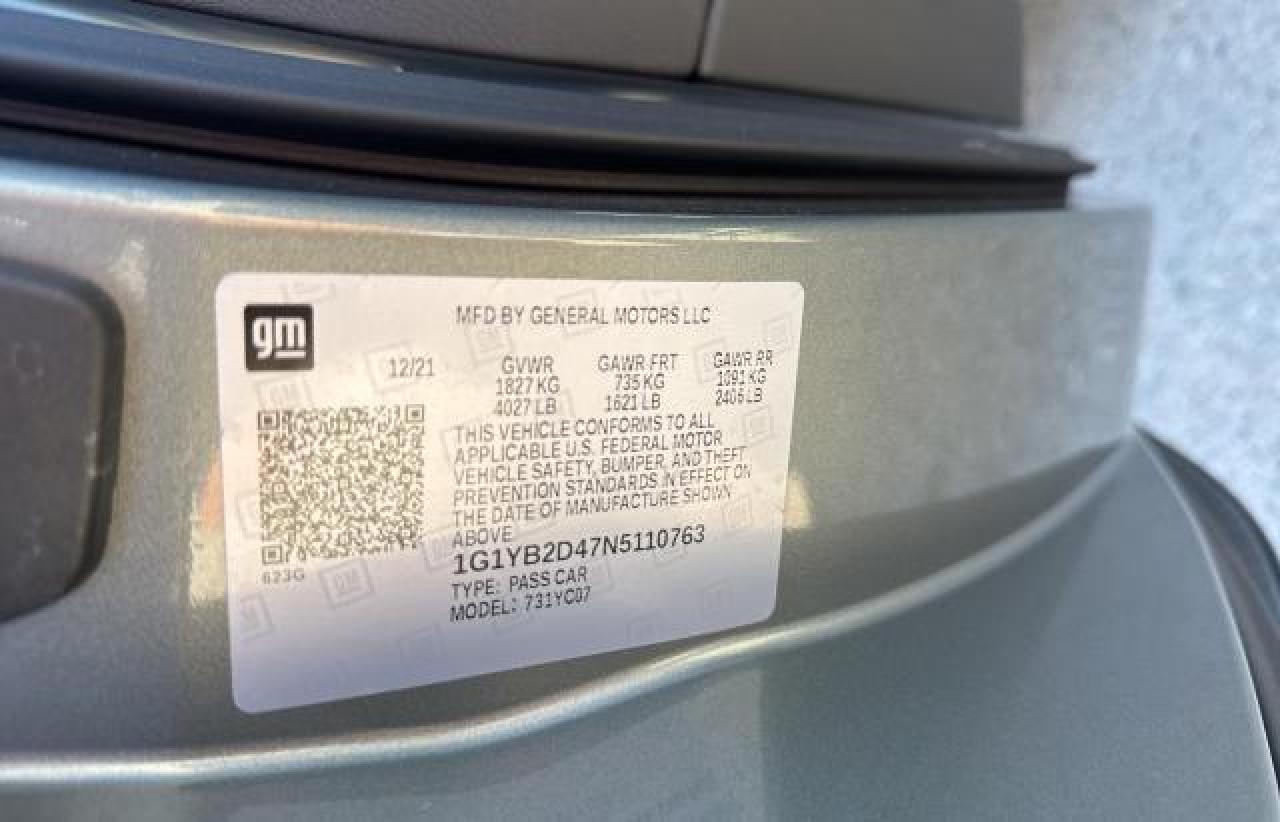 gm
MFD BY GENERAL MOTORS LLC
12/21 GVWR GAWR FRT GAWR RR
1827 KG 735 KG 1091 KG
4027 LB 1621 LB 2406 LB
THIS VEHICLE CONFORMS TO ALL
APPLICABLE U.S. FEDERAL MOTOR
VEHICLE SAFETY, BUMPER, AND THEFT
PREVENTION STANDARDS IN EFFECT ON
THE DATE OF MANUFACTURE SHOWN
ABOVE
1G1YB2D47N5110763
TYPE: PASS CAR
MODEL: 731YC07
623G